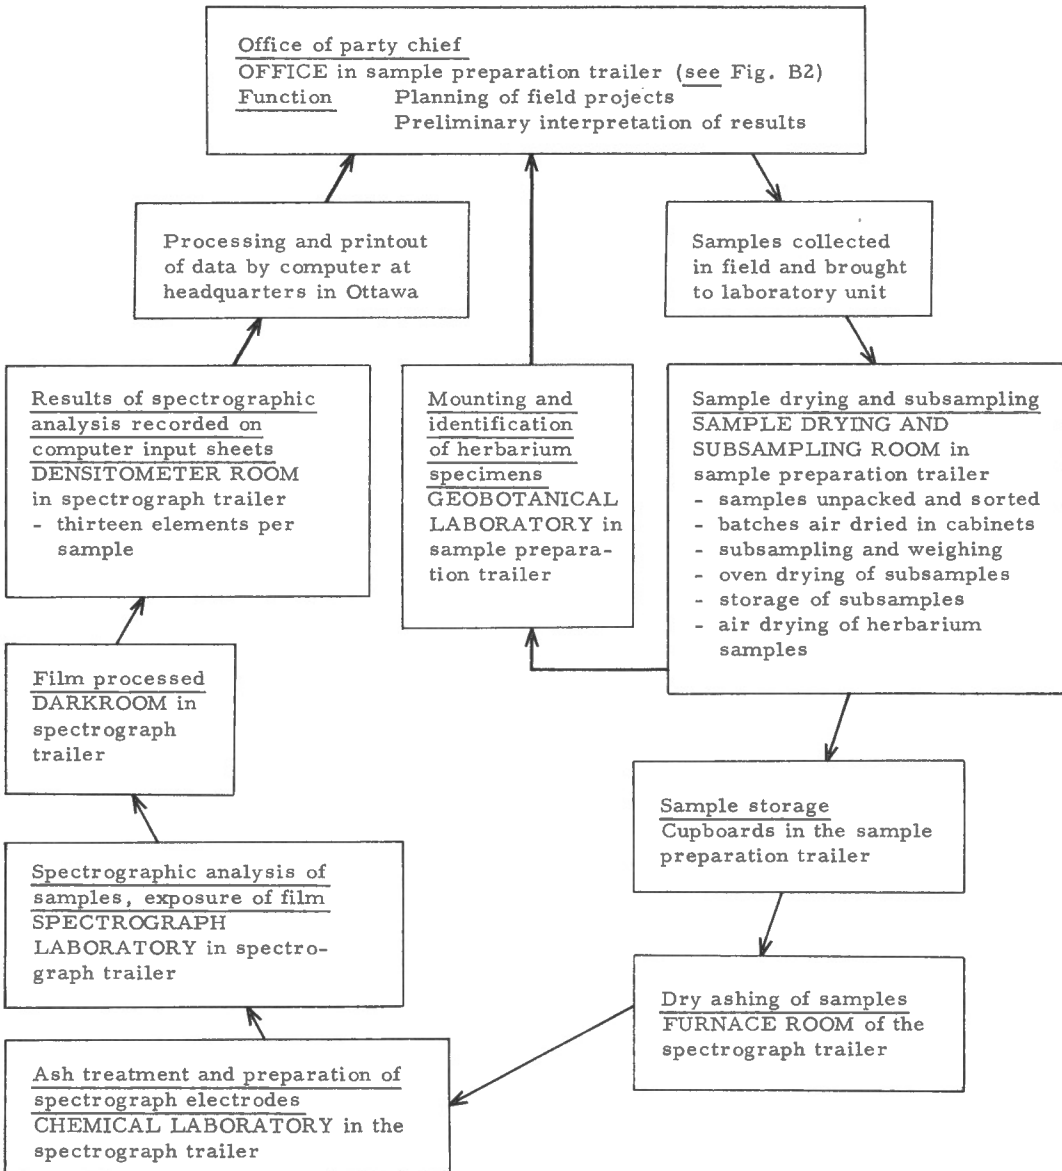 Office of party chief
OFFICE in sample preparation trailer (see Fig. B2)
Function Planning of field projects
Preliminary interpretation of results
Processing and printout
of data by computer at
headquarters in Ottawa
Samples collected
in field and brought
to laboratory unit
Results of spectrographic
analysis recorded on
computer input sheets
DENSITOMETER ROOM
in spectrograph trailer
- thirteen elements per
sample
Mounting and
identification
of herbarium
specimens
GEOBOTANICAL
LABORATORY in
sample prepara-
tion trailer
Sample drying and subsampling
SAMPLE DRYING AND
SUBSAMPLING ROOM in
sample preparation trailer
- samples unpacked and sorted
- batches air dried in cabinets
- subsampling and weighing
- oven drying of subsamples
- storage of subsamples
- air drying of herbarium
samples
Film processed
DARKROOM in
spectrograph
trailer
Sample storage
Cupboards in the sample
preparation trailer
Spectrographic analysis of
samples, exposure of film
SPECTROGRAPH
LABORATORY in spectro-
graph trailer
Dry ashing of samples
FURNACE ROOM of the
spectrograph trailer
Ash treatment and preparation of
spectrograph electrodes
CHEMICAL LABORATORY in the
spectrograph trailer